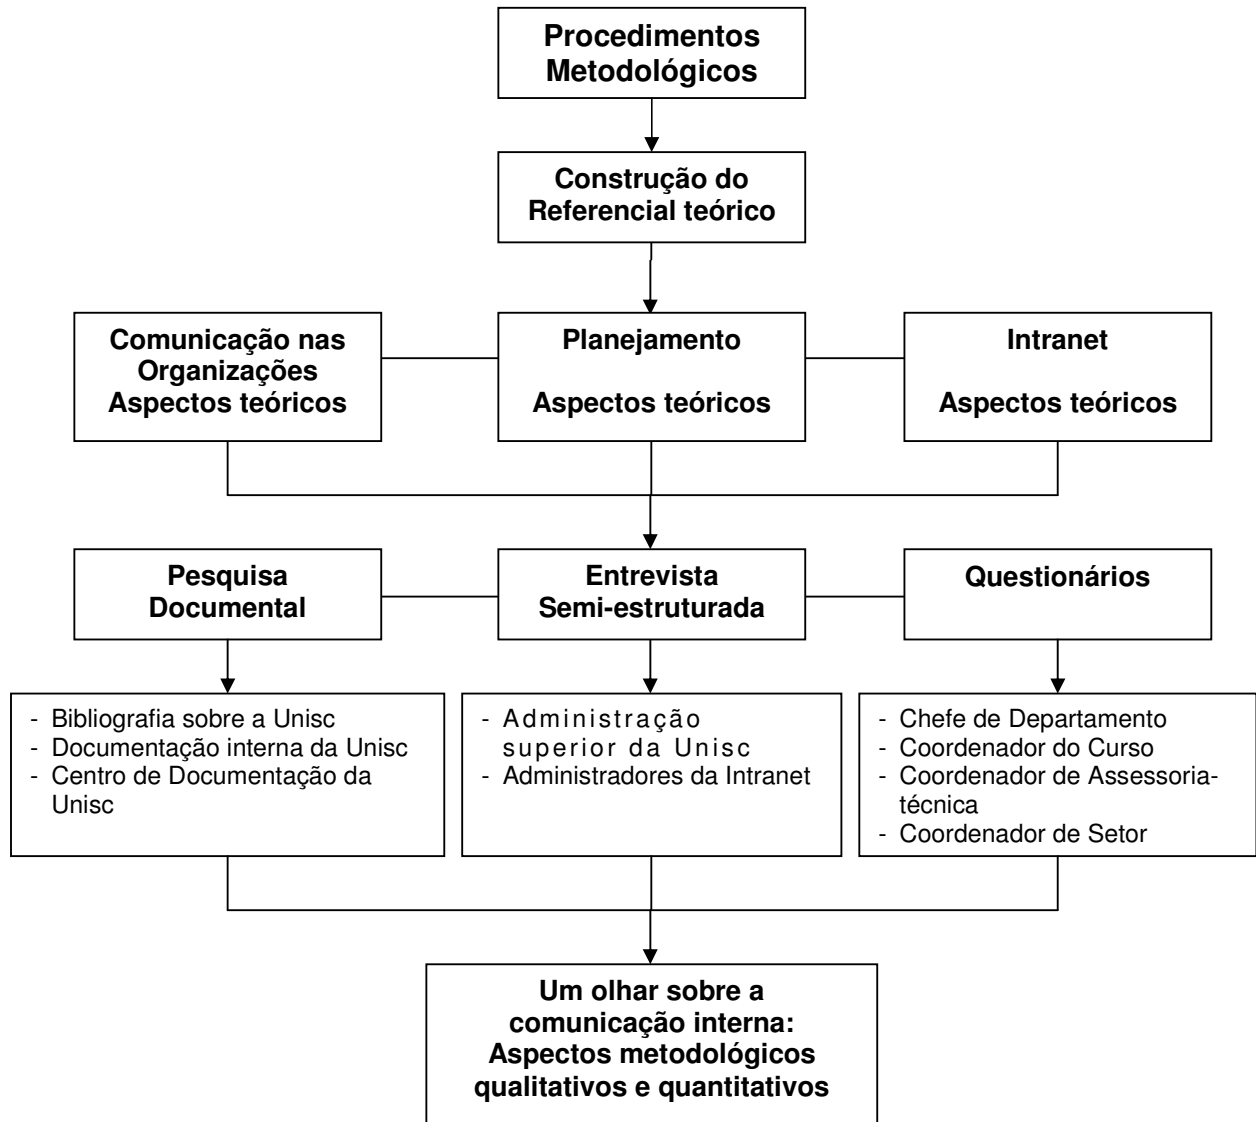 Procedimentos
Metodológicos
Construção do
Referencial teórico
Comunicação nas
Organizações
Aspectos teóricos
Planejamento
Aspectos teóricos
Intranet
Aspectos teóricos
Pesquisa
Documental
Entrevista
Semi-estruturada
Questionários
- Bibliografia sobre a Unisc
- Documentação interna da Unisc
- Centro de Documentação da
Unisc
- Administração
superior da Unisc
- Administradores da Intranet
- Chefe de Departamento
- Coordenador do Curso
- Coordenador de Assessoria-
técnica
- Coordenador de Setor
Um olhar sobre a
comunicação interna:
Aspectos metodológicos
qualitativos e quantitativos